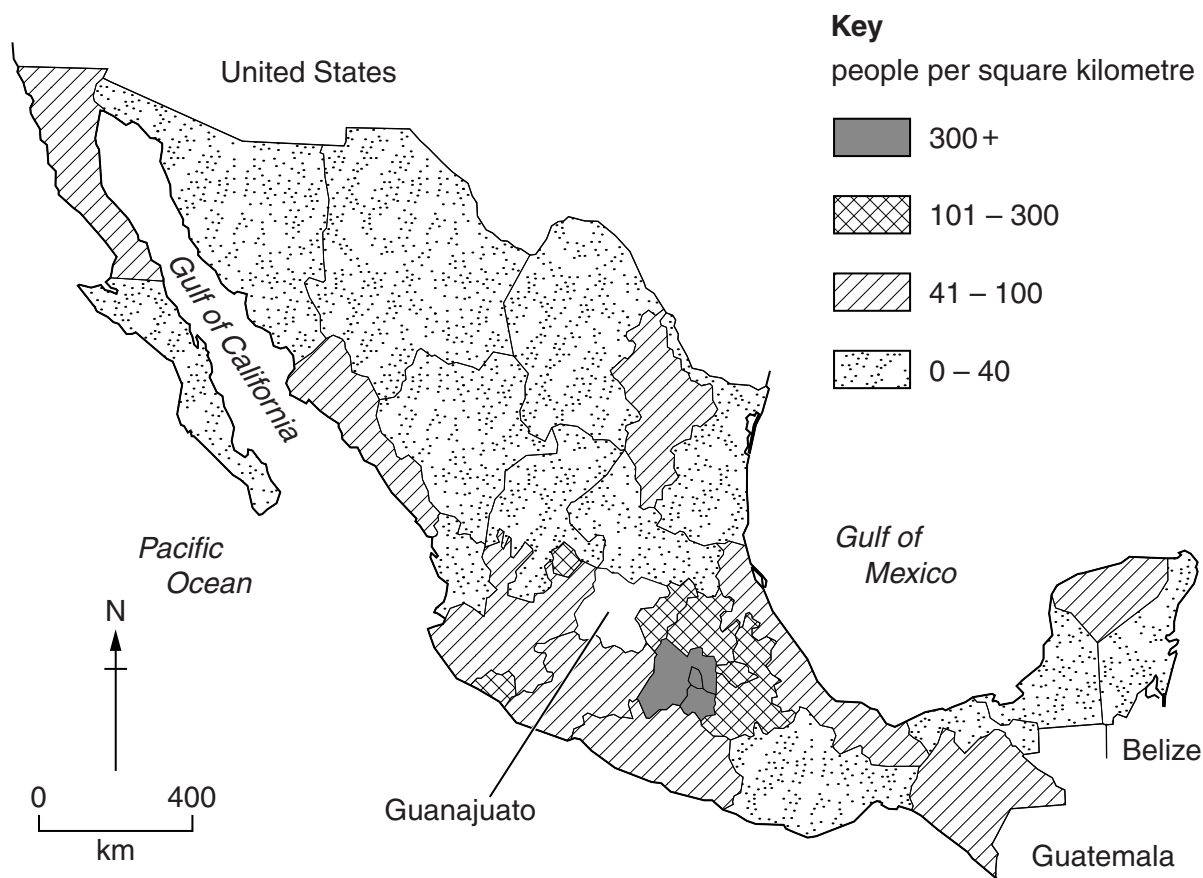 Key
people per square kilometre
300+
101 – 300
41 – 100
0 – 40
United States
Gulf of California
Pacific
Ocean
Gulf of
Mexico
N
0 400
km
Guanajuato
Belize
Guatemala